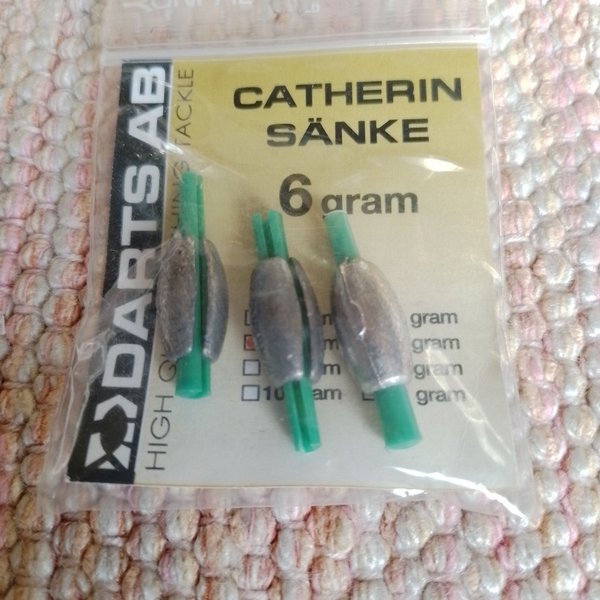 DARTS AB
CATHERIN
SÄNKE
6 gram
gram
gram
gram
gram
HIGH
TACKLE